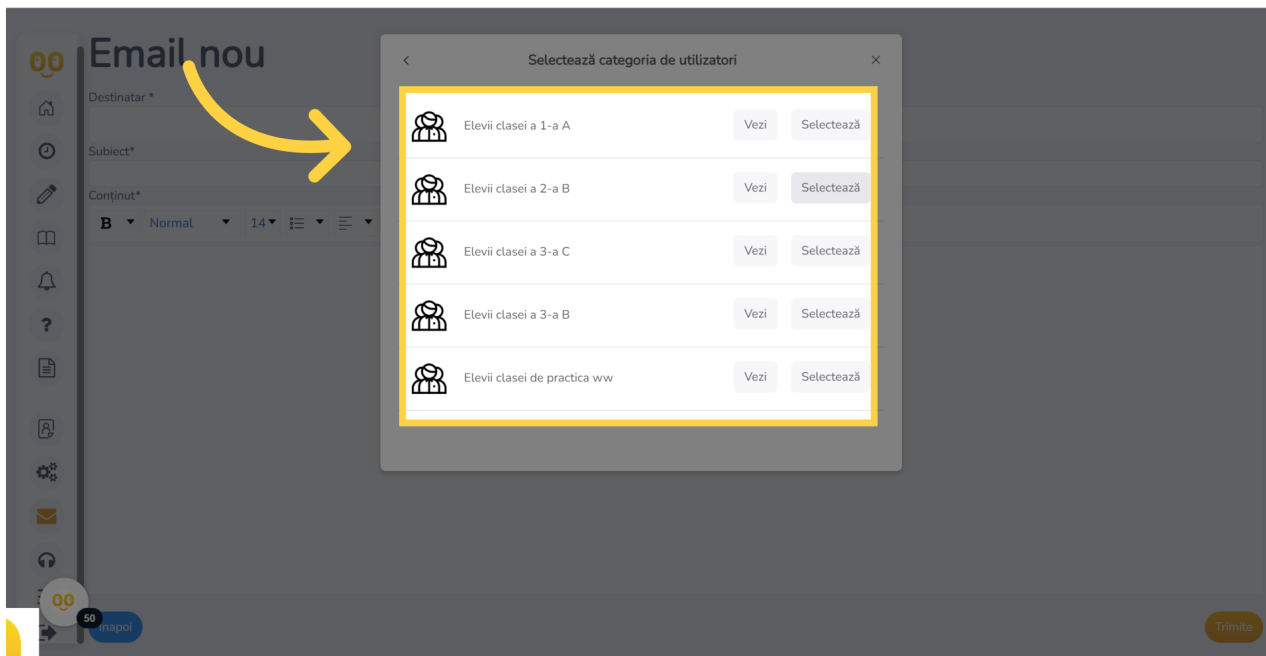 Email nou
Destinatar *
Subiect*
Conținut*
B Normal 14
Selectează categoria de utilizatori
Elevii clasei a 1-a A Vezi Selectează
Elevii clasei a 2-a B Vezi Selectează
Elevii clasei a 3-a C Vezi Selectează
Elevii clasei a 3-a B Vezi Selectează
Elevii clasei de practica ww Vezi Selectează
50
Inapoi
Trimite